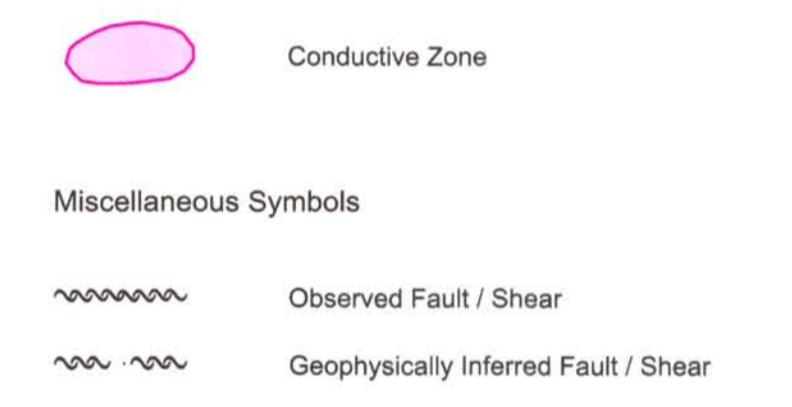 Conductive Zone
Miscellaneous Symbols
Observed Fault / Shear
Geophysically Inferred Fault / Shear